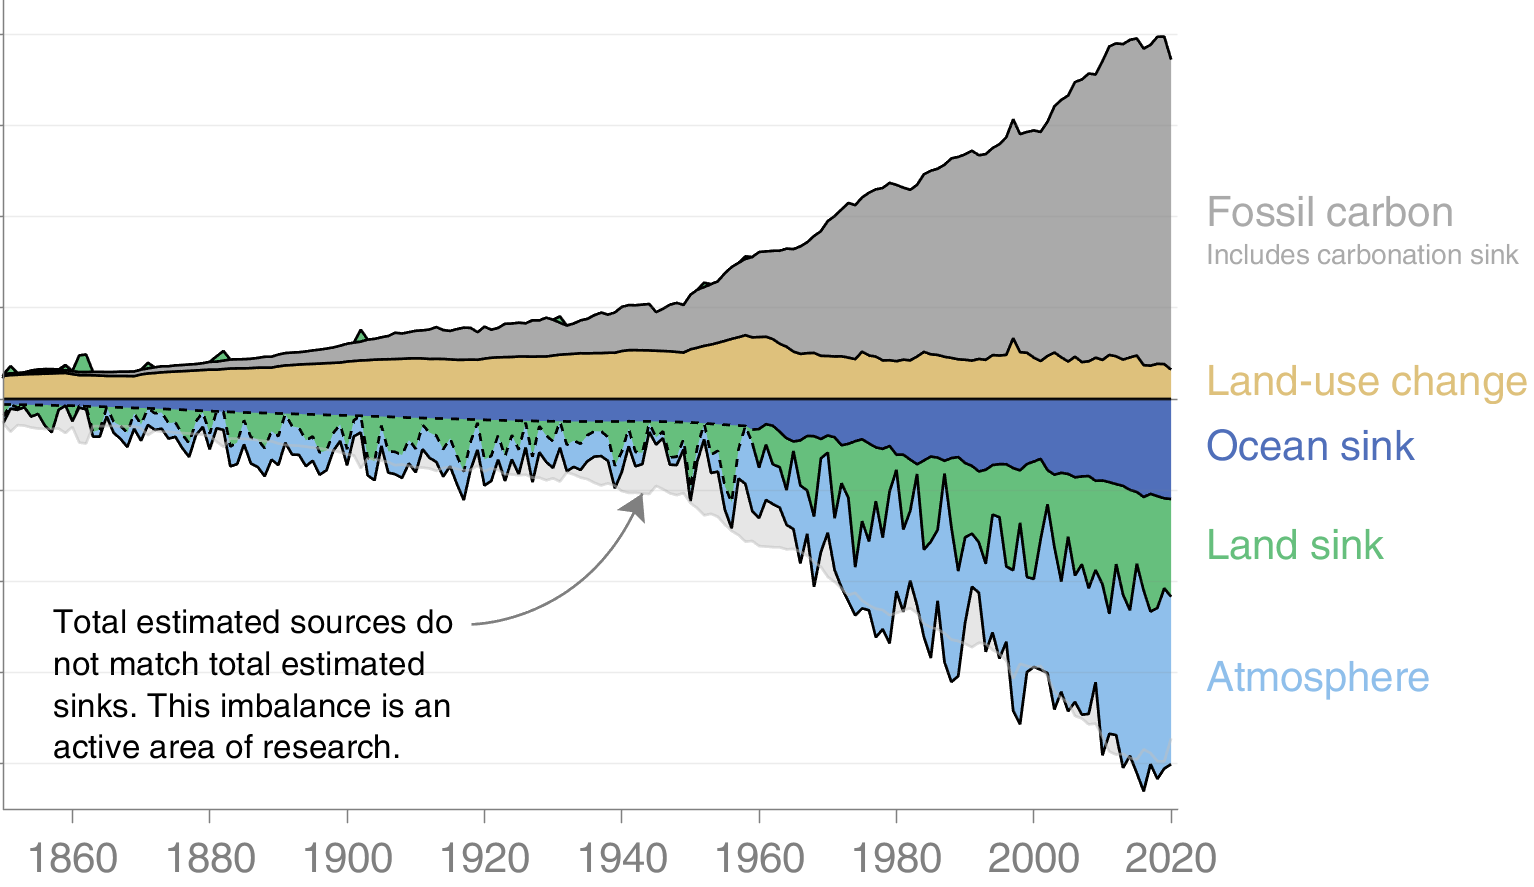 Fossil carbon
Includes carbonation sink
Land-use change
Ocean sink
Land sink
Atmosphere
Total estimated sources do
not match total estimated
sinks. This imbalance is an
active area of research.
1860 1880 1900 1920 1940 1960 1980 2000 2020